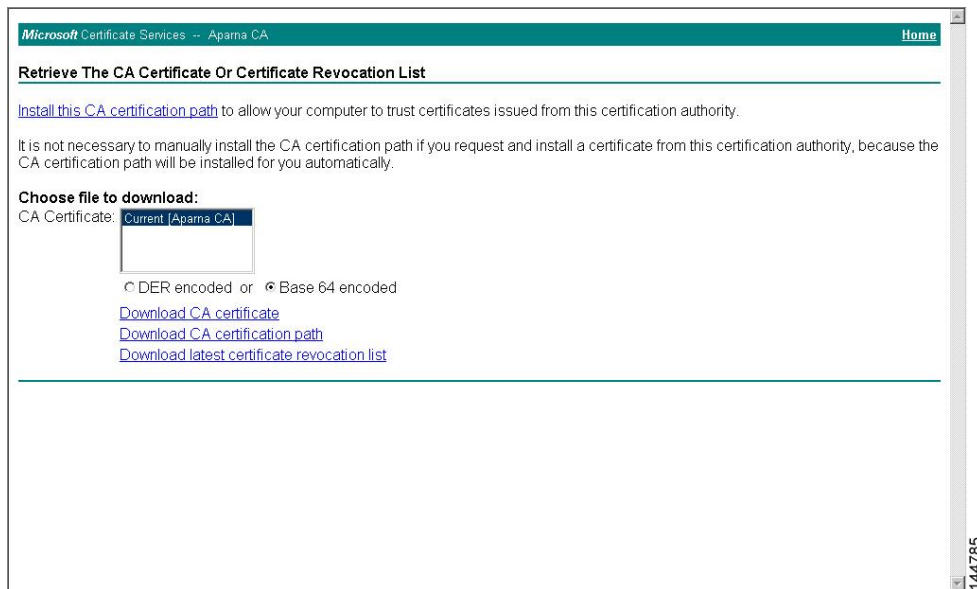 Microsoft Certificate Services -- Aparna CA Home
Retrieve The CA Certificate Or Certificate Revocation List
Install this CA certification path to allow your computer to trust certificates issued from this certification authority.
It is not necessary to manually install the CA certification path if you request and install a certificate from this certification authority, because the
CA certification path will be installed for you automatically.
Choose file to download:
CA Certificate: Current [Aparna CA]
DER encoded or Base 64 encoded
Download CA certificate
Download CA certification path
Download latest certificate revocation list
144785